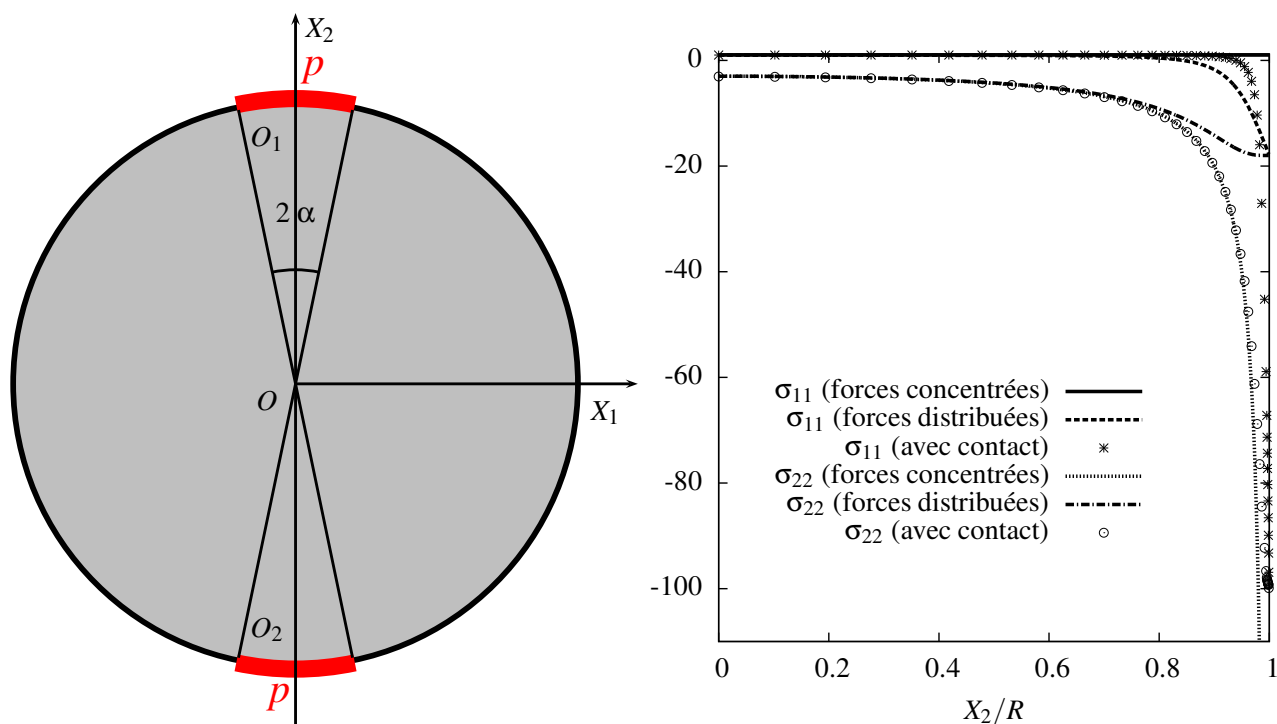 X₂
p
O₁
2 α
O
X₁
O₂
p
0
-20
-40
-60
-80
-100
σ₁₁ (forces concentrées)
σ₁₁ (forces distribuées)
σ₁₁ (avec contact)
σ₂₂ (forces concentrées)
σ₂₂ (forces distribuées)
σ₂₂ (avec contact)
0 0.2 0.4 0.6 0.8 1
X₂/R